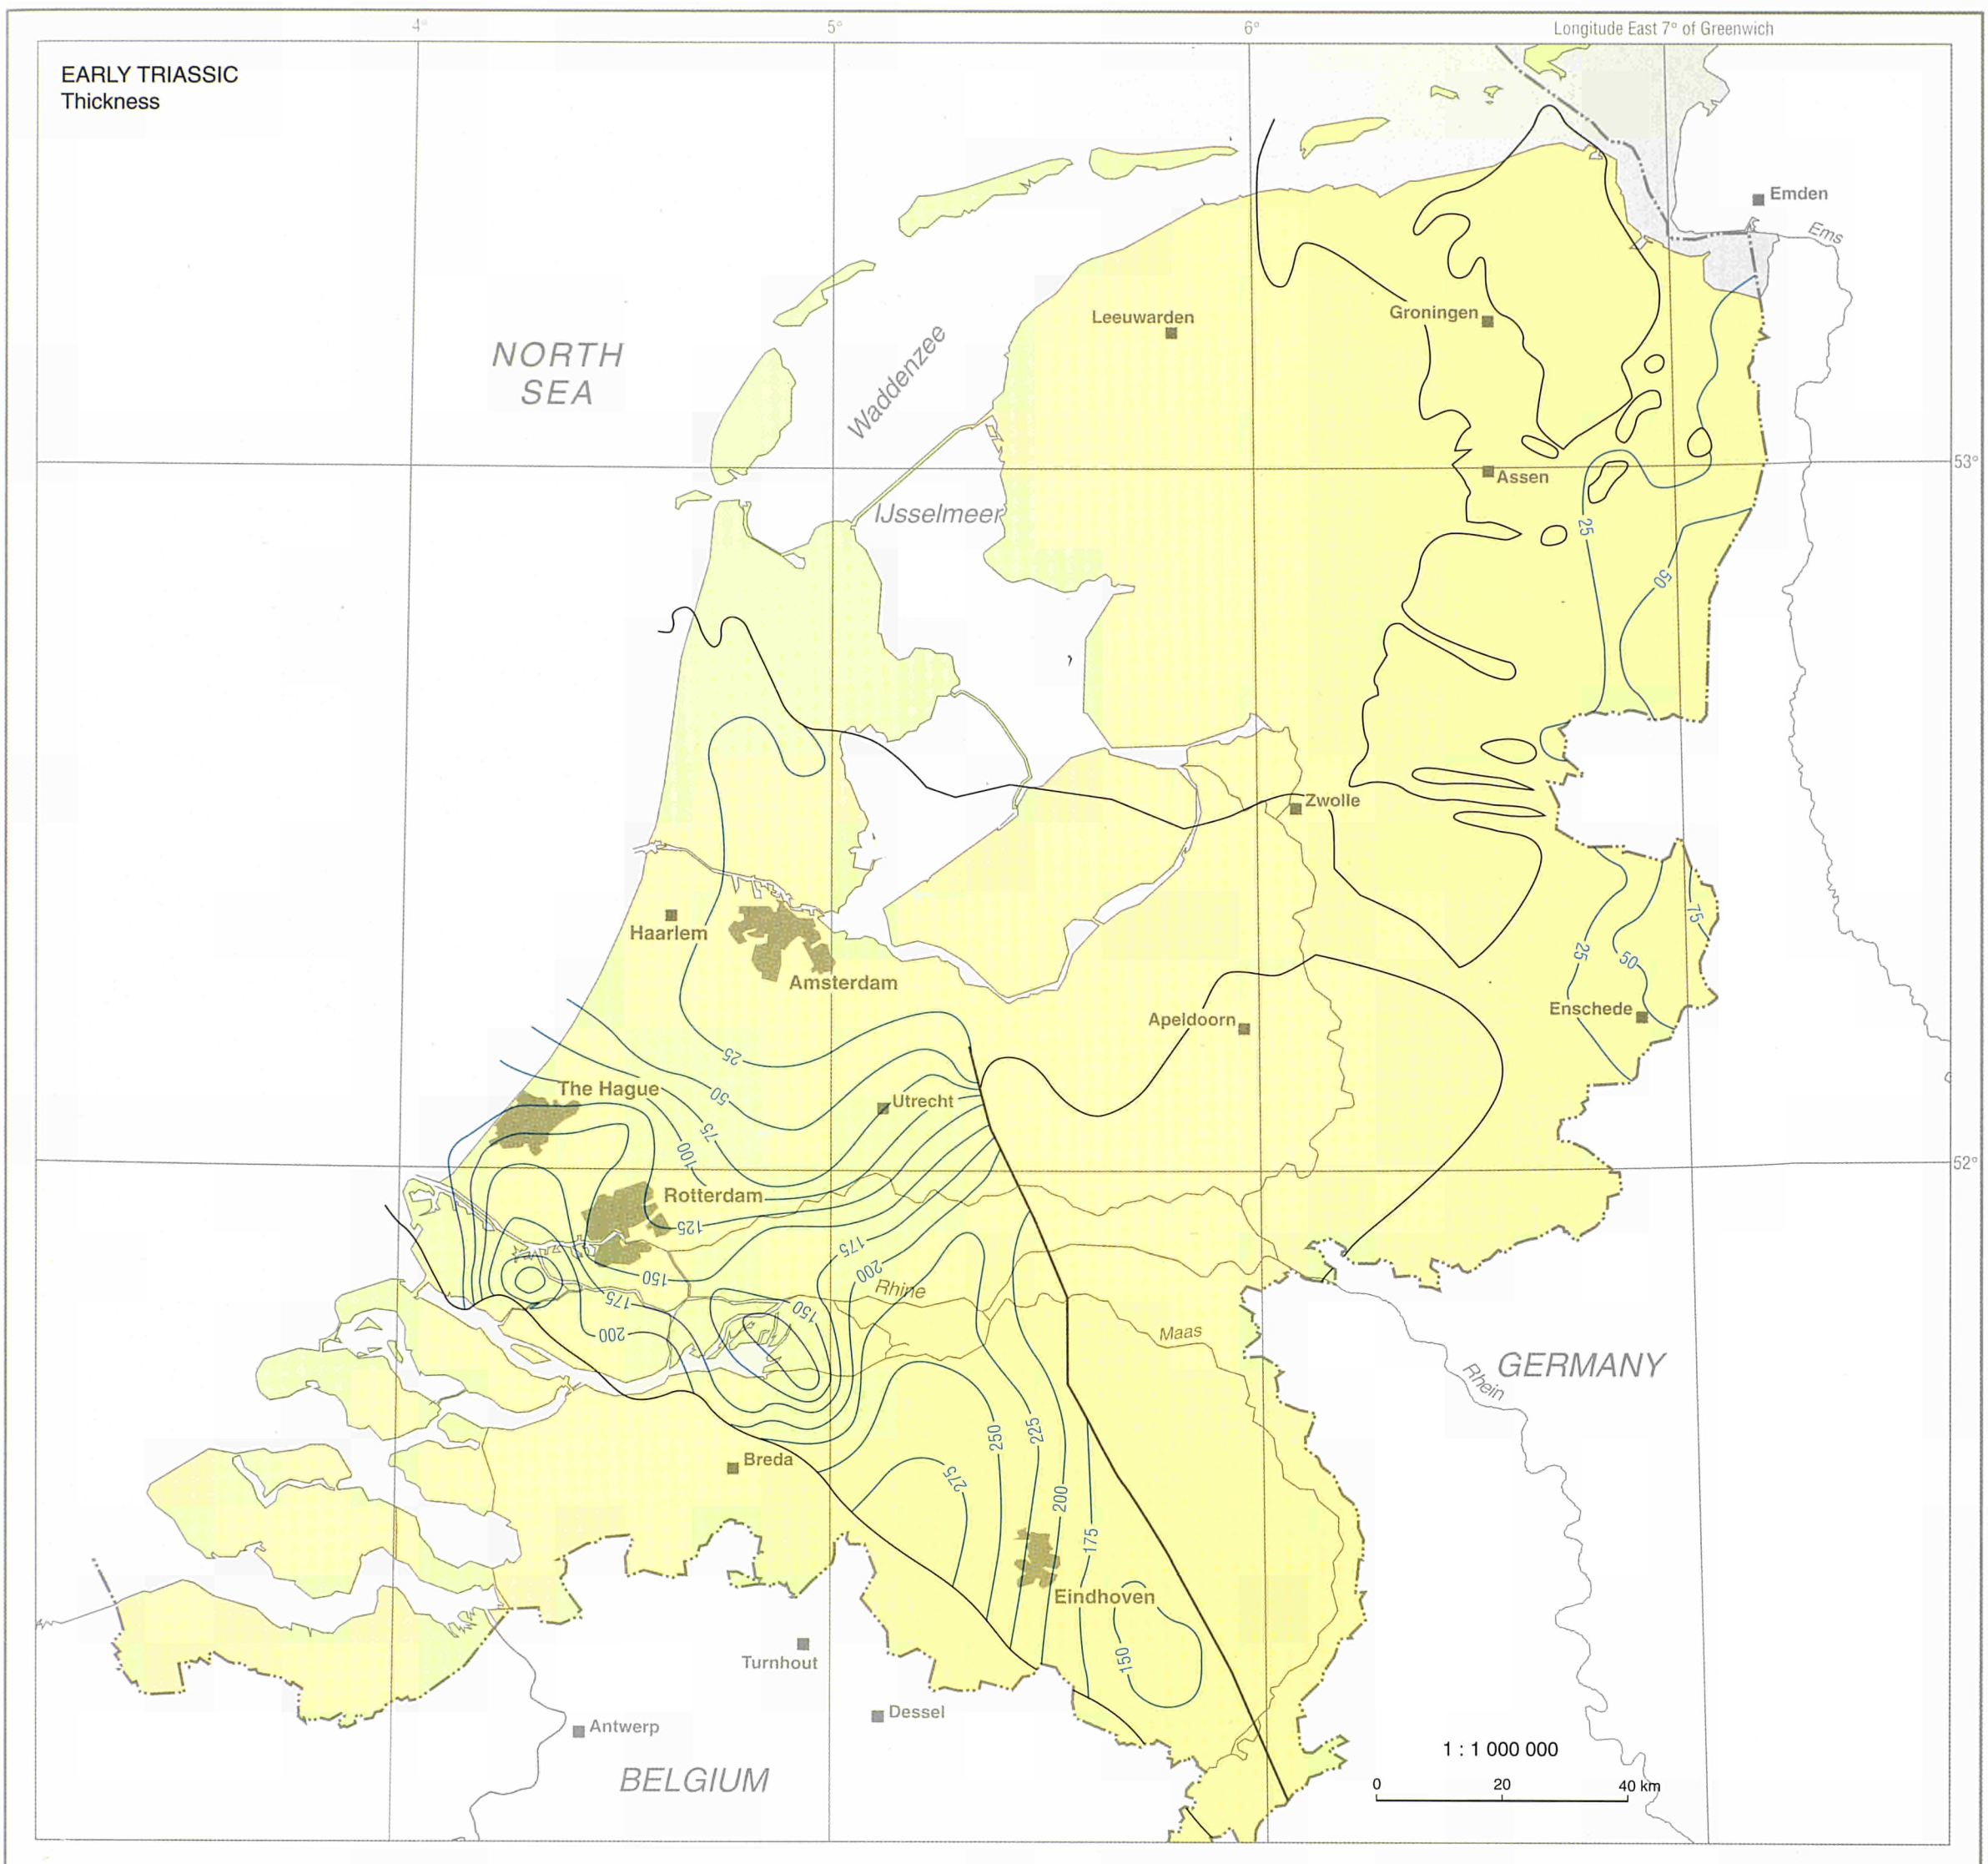 4°
5°
6°
Longitude East 7° of Greenwich
EARLY TRIASSIC
Thickness
Emden
Ems
Leeuwarden
Groningen
NORTH
SEA
Waddenzee
53°
Assen
IJsselmeer
25
50
?
Zwolle
Haarlem
Amsterdam
75
25
50
Enschede
Apeldoorn
25
The Hague
50
Utrecht
75
100
52°
Rotterdam
125
175
150
200
Rhine
175
150
200
Maas
GERMANY
Rhein
250
225
Breda
275
200
175
Eindhoven
150
Turnhout
Dessel
Antwerp
1 : 1 000 000
BELGIUM
0 20 40 km